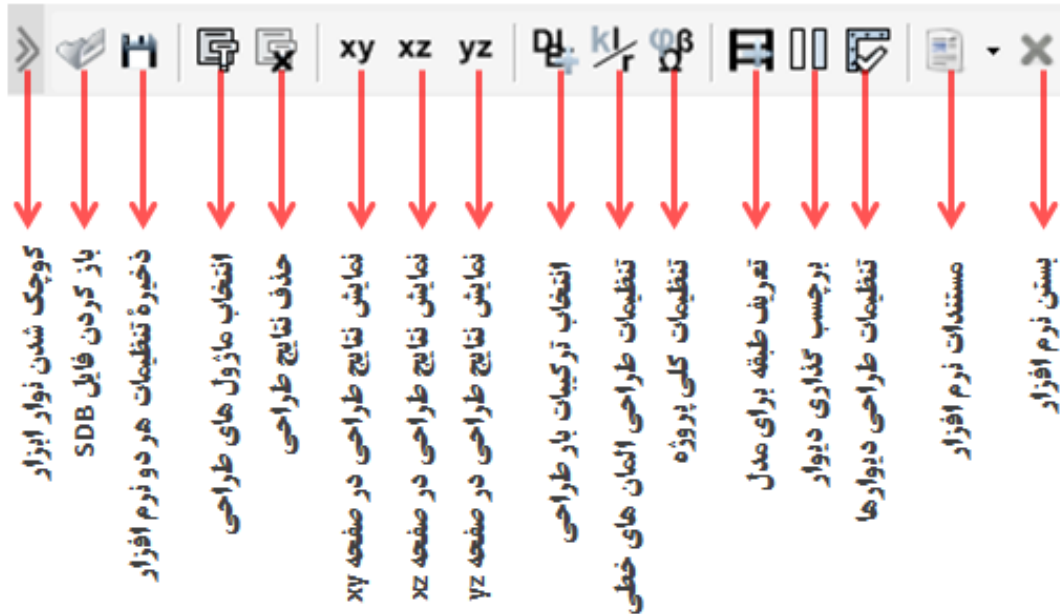 xy xz yz DL+ kl/r φβΩ
کوچک شدن نوار ابزار
باز کردن فایل SDB
ذخیرهٔ تنظیمات هر دو نرم افزار
انتخاب ماژول های طراحی
حذف نتایج طراحی
نمایش نتایج طراحی در صفحه xy
نمایش نتایج طراحی در صفحه xz
نمایش نتایج طراحی در صفحه yz
انتخاب ترکیبات بار طراحی
تنظیمات طراحی المان های خطی
تنظیمات کلی پروژه
تعریف طبقه برای مدل
برچسب گذاری دیوار
تنظیمات طراحی دیوارها
مستندات نرم افزار
بستن نرم افزار